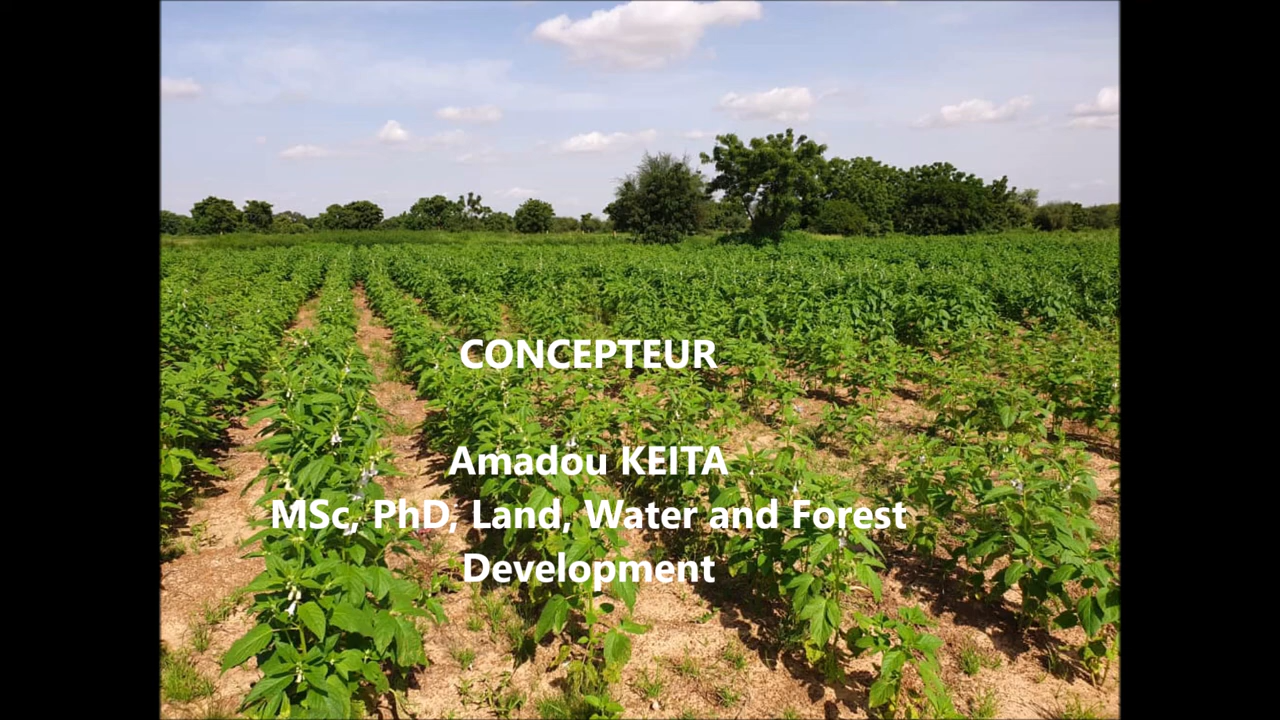 CONCEPTEUR
Amadou KEITA
MSc, PhD, Land, Water and Forest
Development